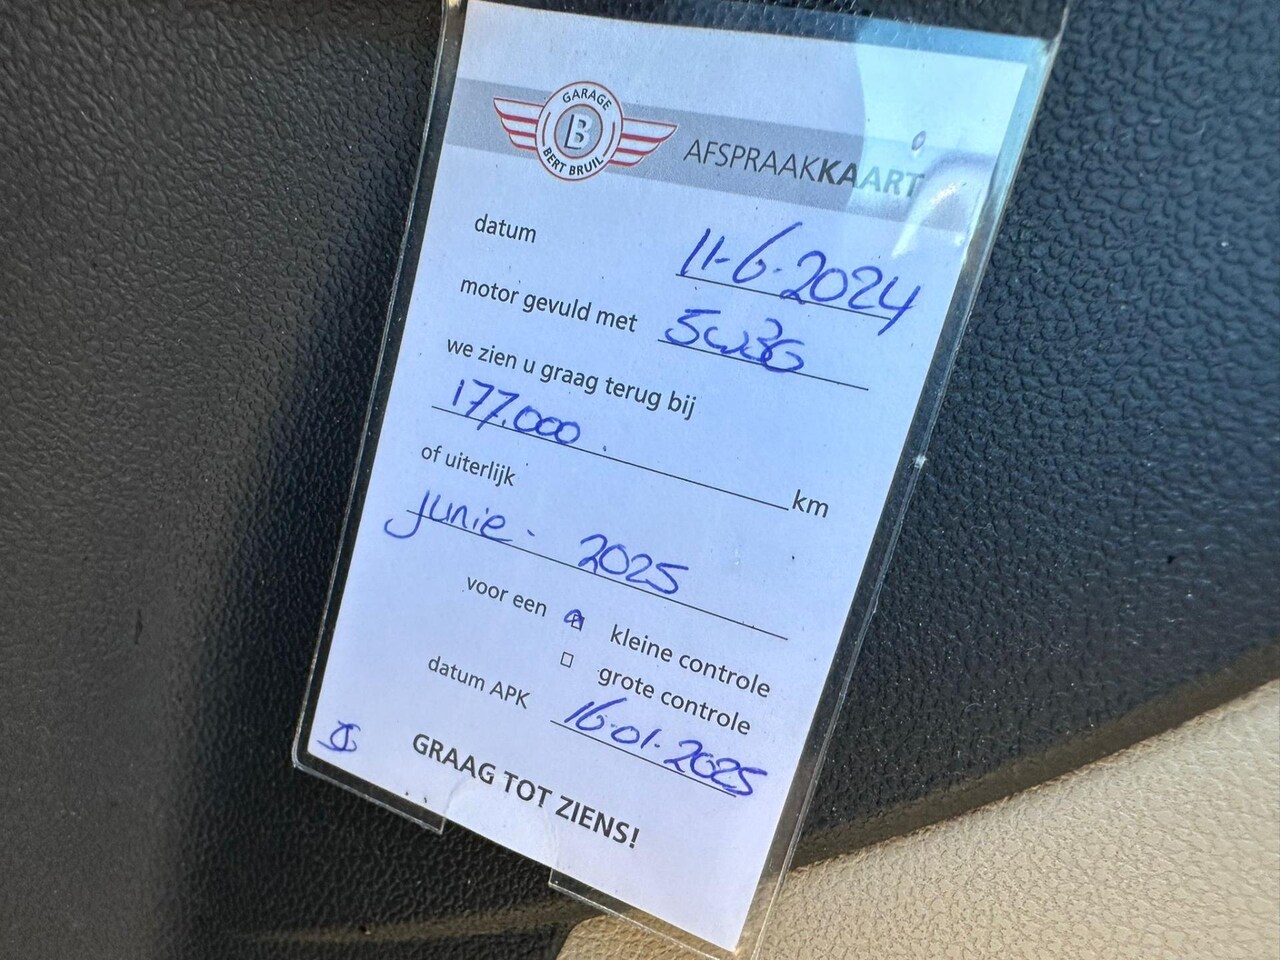 GARAGE
B
BERT BRUIL
AFSPRAAKKAART
datum 11-6-2024
motor gevuld met 5w30
we zien u graag terug bij
177.000 km
of uiterlijk
junie - 2025
voor een kleine controle
grote controle
datum APK 16-01-2025
GRAAG TOT ZIENS!